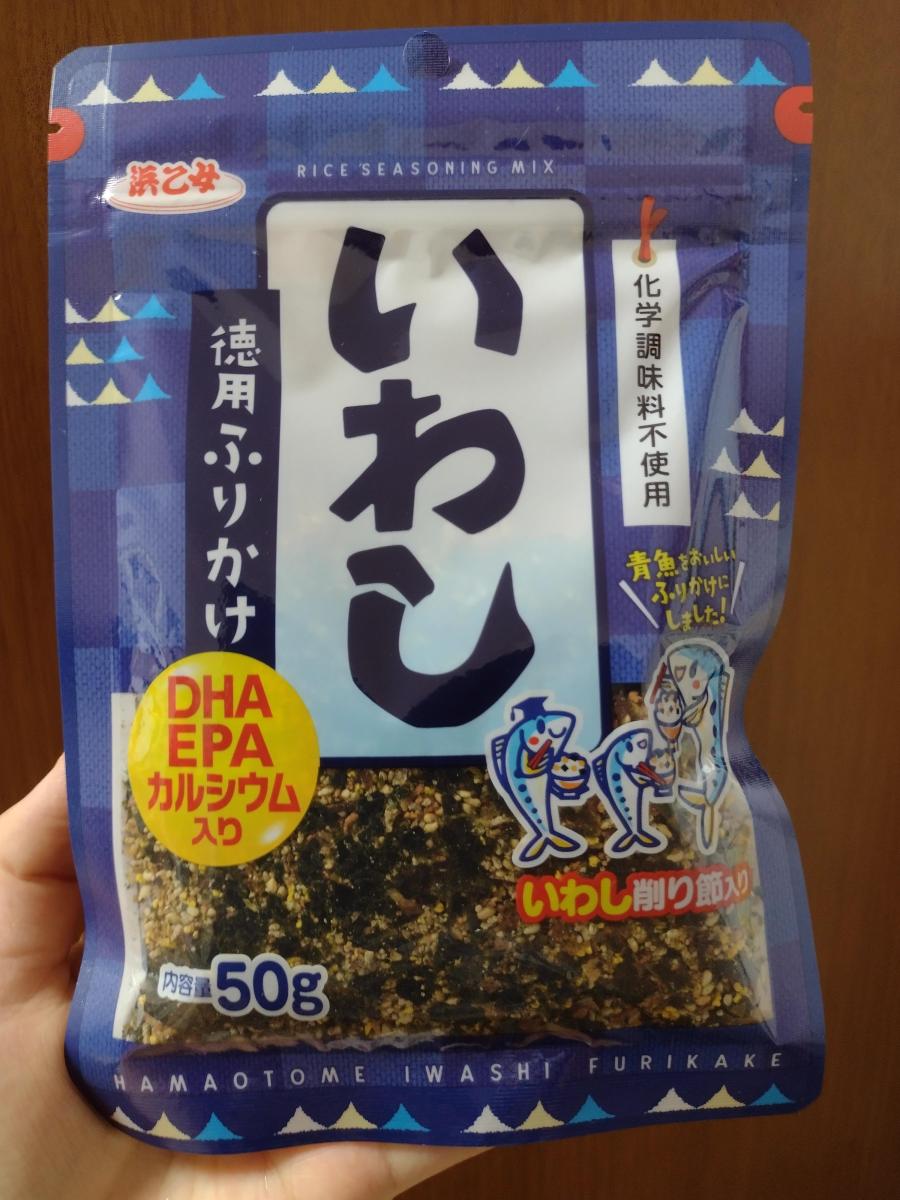 浜乙女
RICE SEASONING MIX
いわし
徳用ふりかけ
化学調味料不使用
青魚をおいしい
ふりかけに
しました!
DHA
EPA
カルシウム
入り
いわし削り節入り
内容量50g
HAMAOTOME IWASHI FURIKAKE